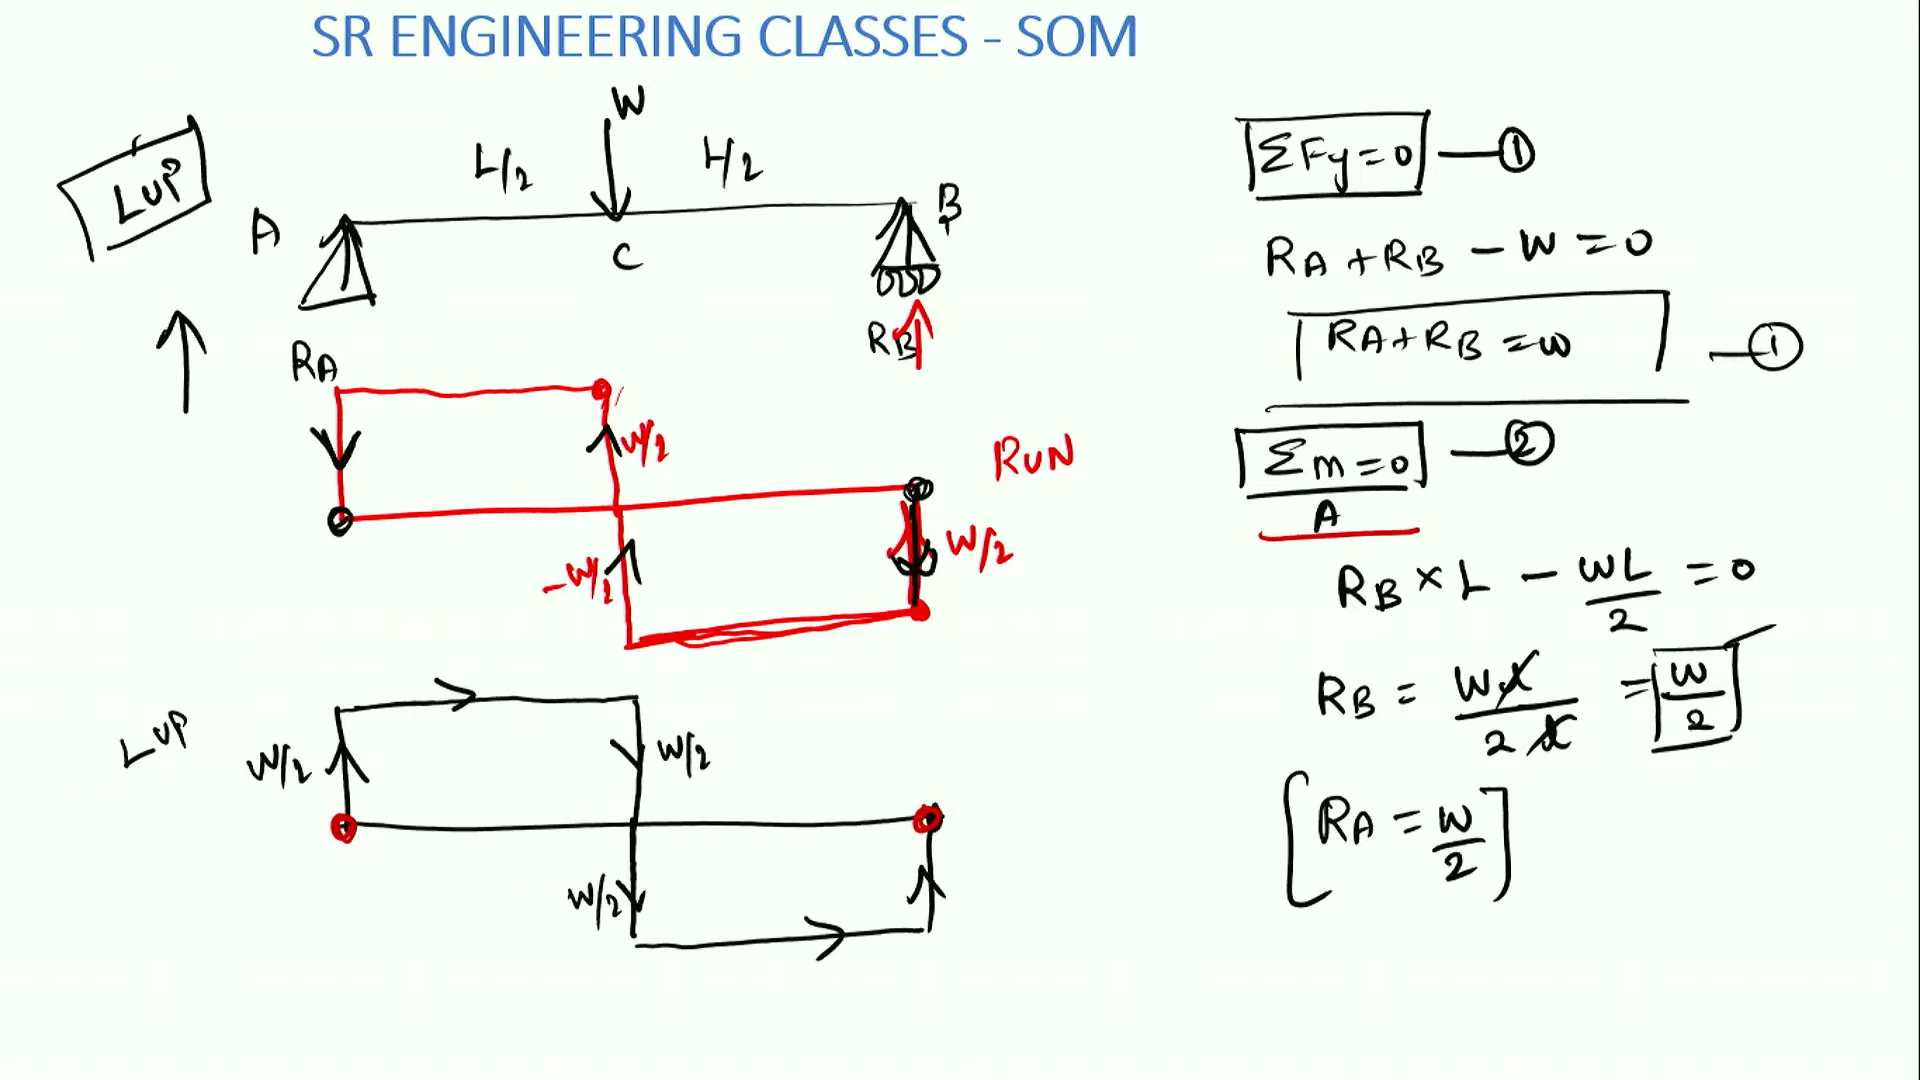 SR ENGINEERING CLASSES - SOM
W
L/2
L/2
LUP
A
B
C
RA
RB
W/2
RUN
-W/2
W/2
LUP
W/2
W/2
W/2
ΣFy=0 — ①
RA+RB-W=0
RA+RB=W — ①
Σm=0 — ②
A
RB×L - WL/2 = 0
RB = WL/2L = W/2
[RA = W/2]